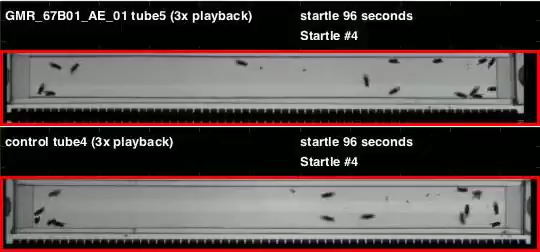 GMR_67B01_AE_01 tube5 (3x playback) startle 96 seconds
Startle #4
control tube4 (3x playback) startle 96 seconds
Startle #4